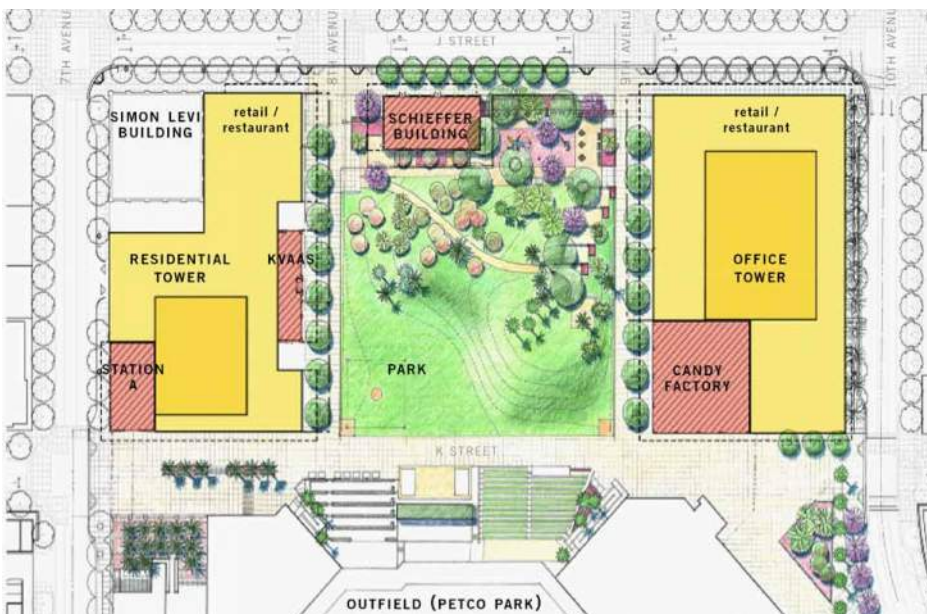 J STREET
7TH AVENUE
8TH AVENUE
9TH AVENUE
10TH AVENUE
SIMON LEVI
BUILDING
retail /
restaurant
SCHIEFFER
BUILDING
retail /
restaurant
RESIDENTIAL
TOWER
KVAAS
OFFICE
TOWER
STATION
A
PARK
CANDY
FACTORY
K STREET
OUTFIELD (PETCO PARK)